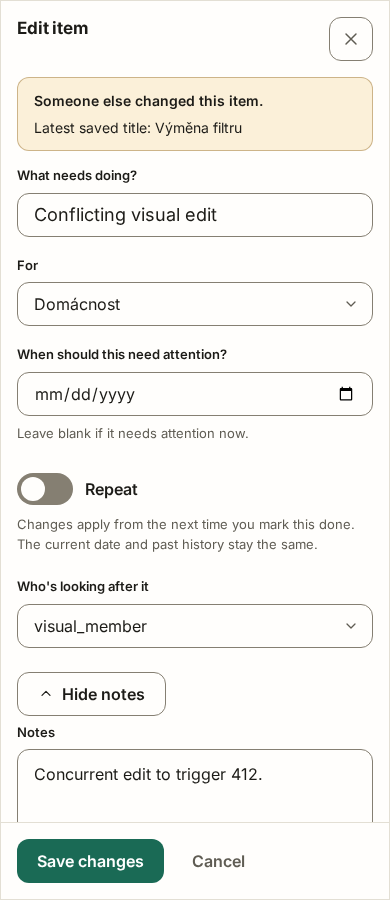 Edit item
Someone else changed this item.
Latest saved title: Výměna filtru
What needs doing?
Conflicting visual edit
For
Domácnost
When should this need attention?
mm/dd/yyyy
Leave blank if it needs attention now.
Repeat
Changes apply from the next time you mark this done.
The current date and past history stay the same.
Who's looking after it
visual_member
Hide notes
Notes
Concurrent edit to trigger 412.
Save changes
Cancel